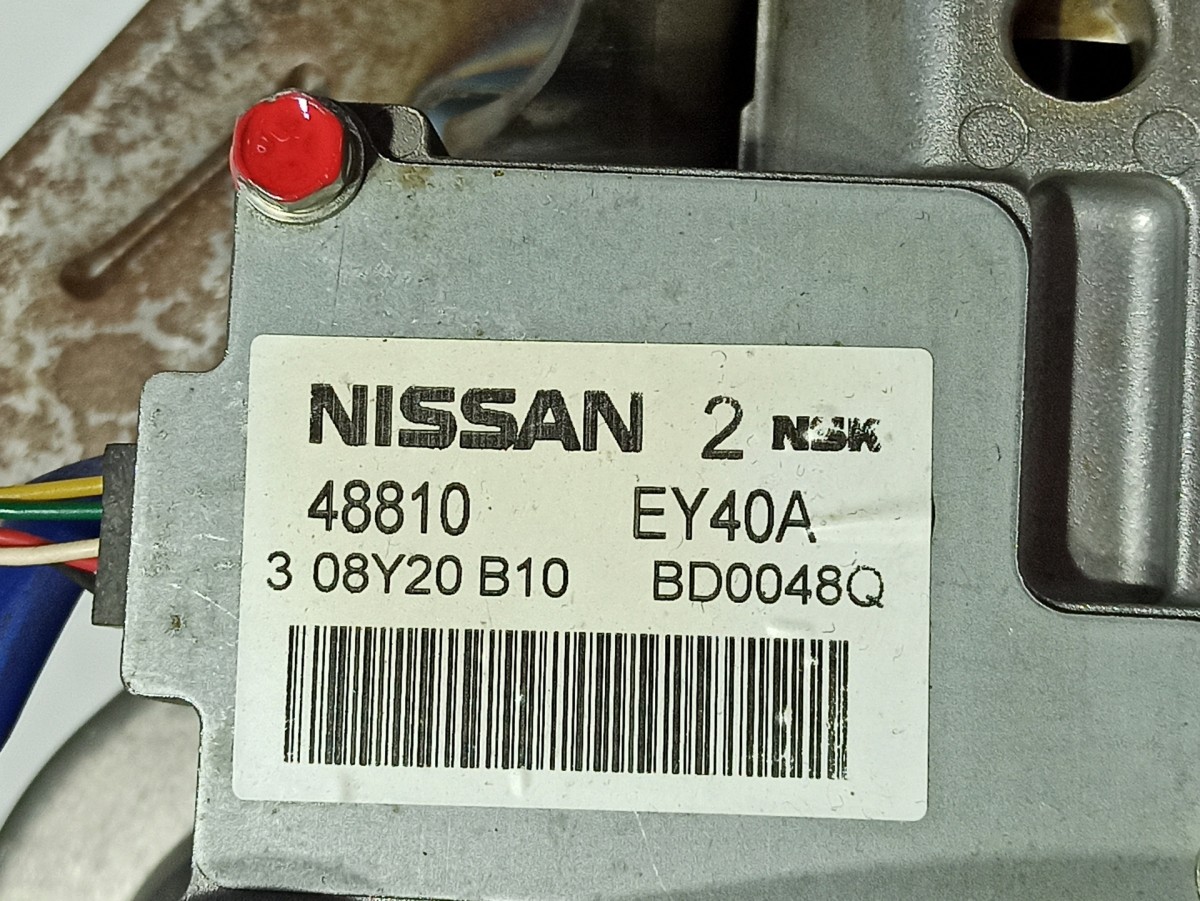 NISSAN 2 NSK
48810 EY40A
3 08Y20 B10 BD0048Q